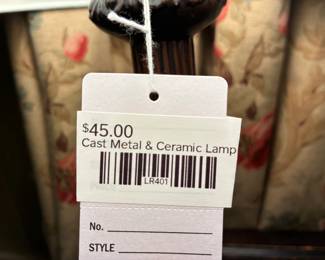 $45.00
Cast Metal & Ceramic Lamp
LR401
No.
STYLE